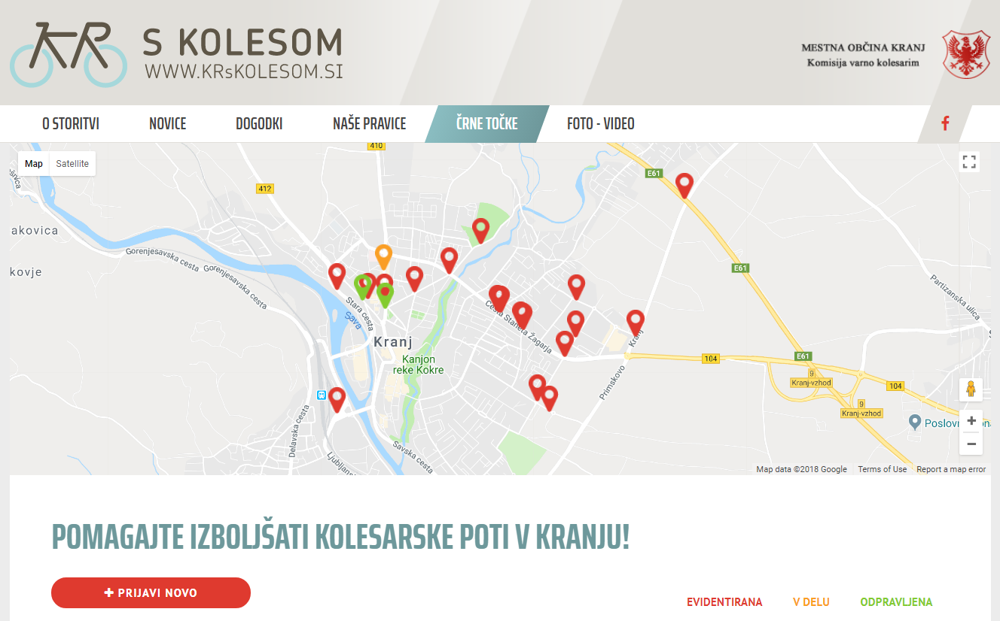 KR S KOLESOM
WWW.KRsKOLESOM.SI
MESTNA OBČINA KRANJ
Komisija varno kolesarim
O STORITVI
NOVICE
DOGODKI
NAŠE PRAVICE
ČRNE TOČKE
FOTO - VIDEO
f
Map
Satellite
410
412
E61
akovica
Gorenjesavska cesta
Gorenjesavska cesta
kovje
E61
Partizanska ulica
Stara cesta
Sava
Cesta Staneta Žagarja
Kranj
Kranj
Kanjon
reke Kokre
104
E61
9
Kranj-vzhod
104
Primskovo
9
Kranj-vzhod
Delavska cesta
Savska cesta
+
−
Map data ©2018 Google
Terms of Use
Report a map error
POMAGAJTE IZBOLJŠATI KOLESARSKE POTI V KRANJU!
+ PRIJAVI NOVO
EVIDENTIRANA
V DELU
ODPRAVLJENA